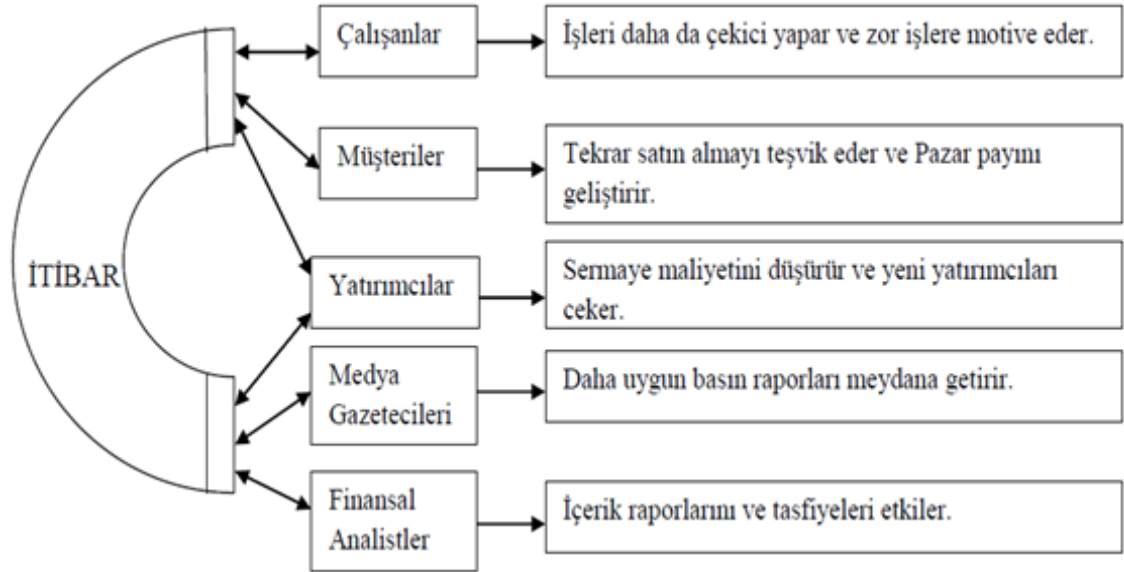 İTİBAR
Çalışanlar
İşleri daha da çekici yapar ve zor işlere motive eder.
Müşteriler
Tekrar satın almayı teşvik eder ve Pazar payını
geliştirir.
Yatırımcılar
Sermaye maliyetini düşürür ve yeni yatırımcıları
ceker.
Medya
Gazetecileri
Daha uygun basın raporları meydana getirir.
Finansal
Analistler
İçerik raporlarını ve tasfiyeleri etkiler.